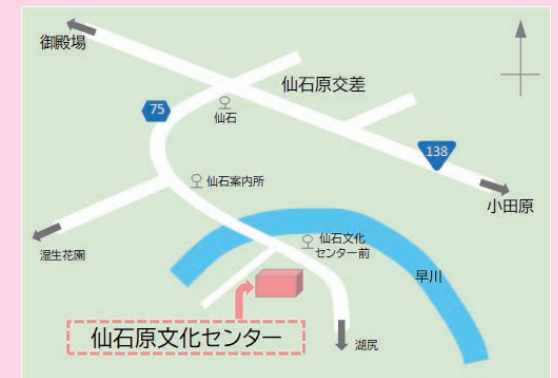 御殿場
仙石原交差
75
仙石
138
仙石案内所
小田原
湿生花園
仙石文化
センター前
早川
仙石原文化センター
湖尻